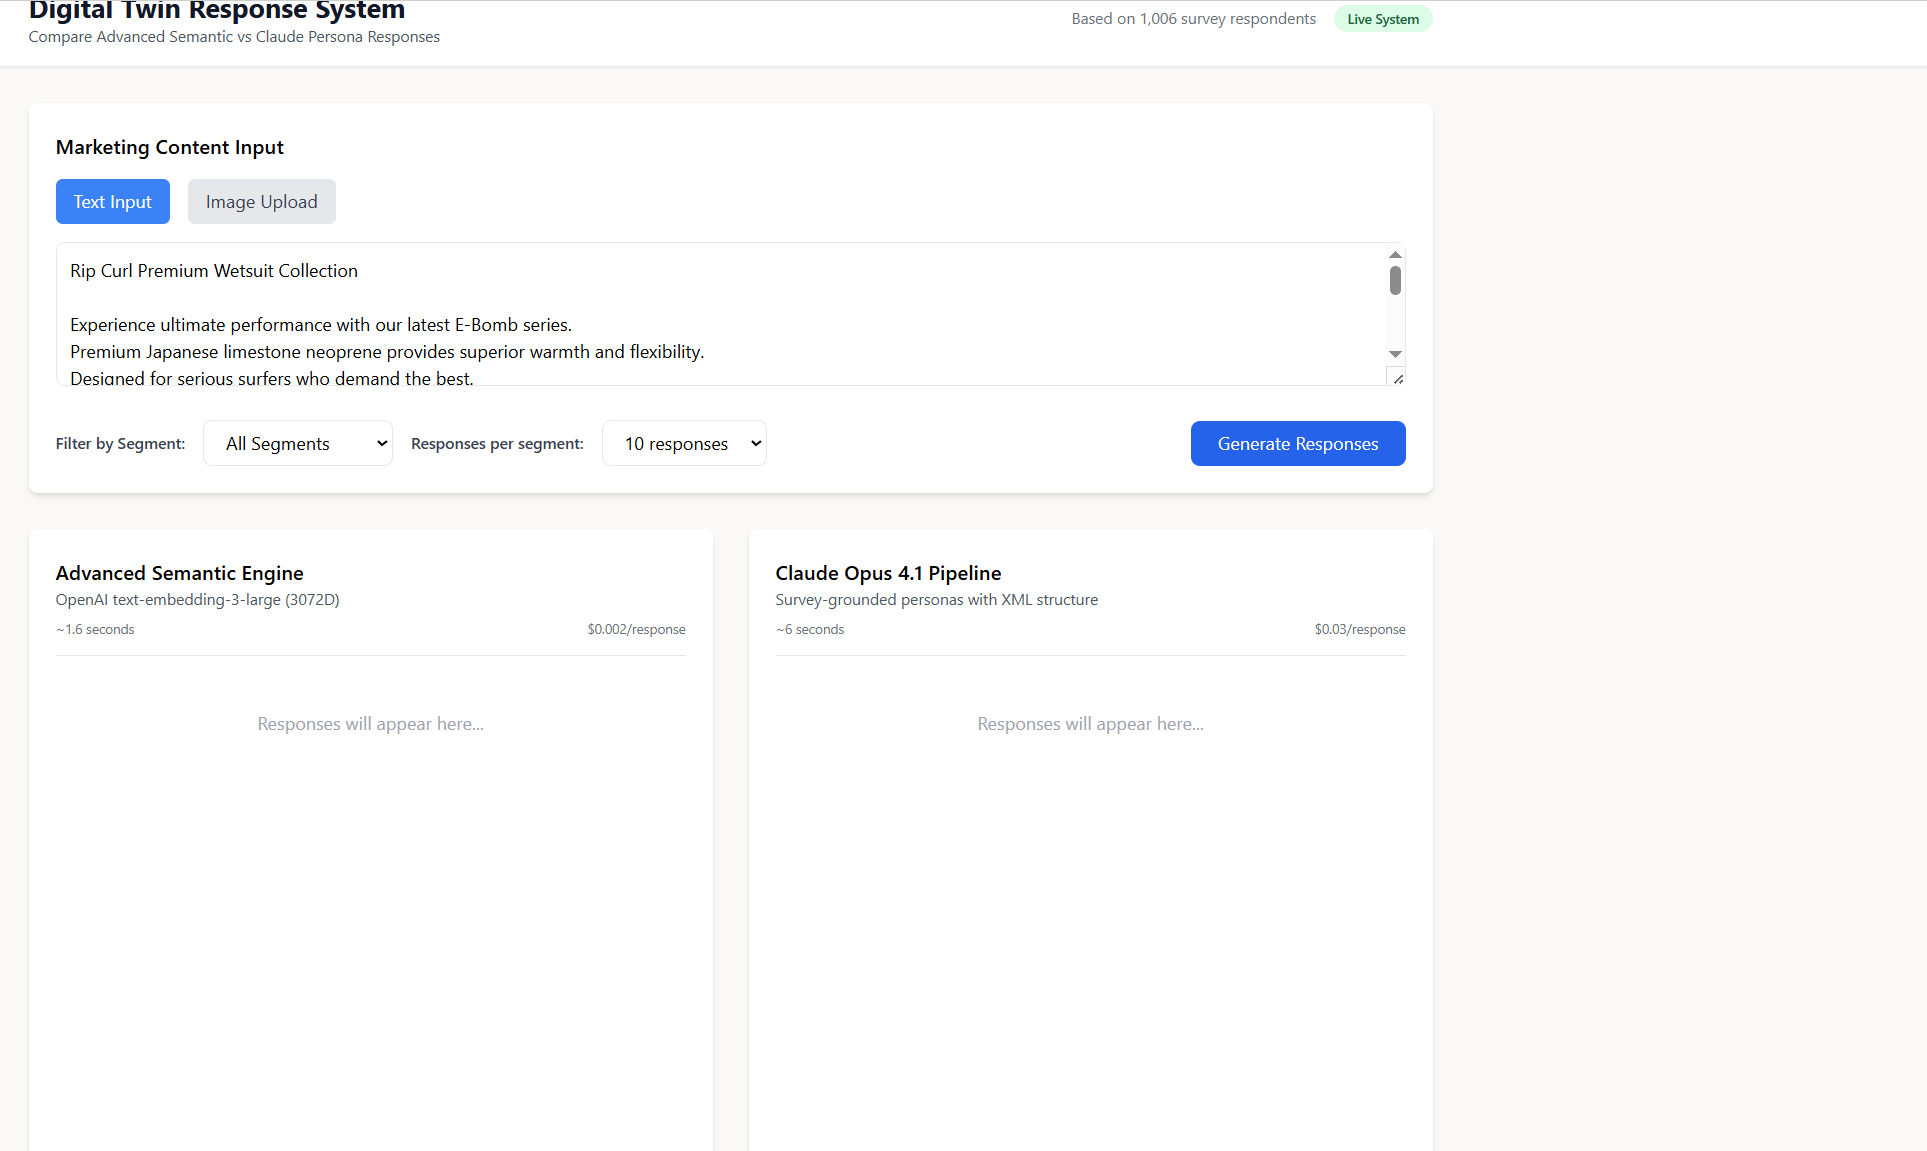 Digital Twin Response System
Compare Advanced Semantic vs Claude Persona Responses
Based on 1,006 survey respondents
Live System
Marketing Content Input
Text Input
Image Upload
Rip Curl Premium Wetsuit Collection
Experience ultimate performance with our latest E-Bomb series.
Premium Japanese limestone neoprene provides superior warmth and flexibility.
Designed for serious surfers who demand the best.
Filter by Segment:
All Segments
Responses per segment:
10 responses
Generate Responses
Advanced Semantic Engine
OpenAI text-embedding-3-large (3072D)
~1.6 seconds
$0.002/response
Responses will appear here...
Claude Opus 4.1 Pipeline
Survey-grounded personas with XML structure
~6 seconds
$0.03/response
Responses will appear here...